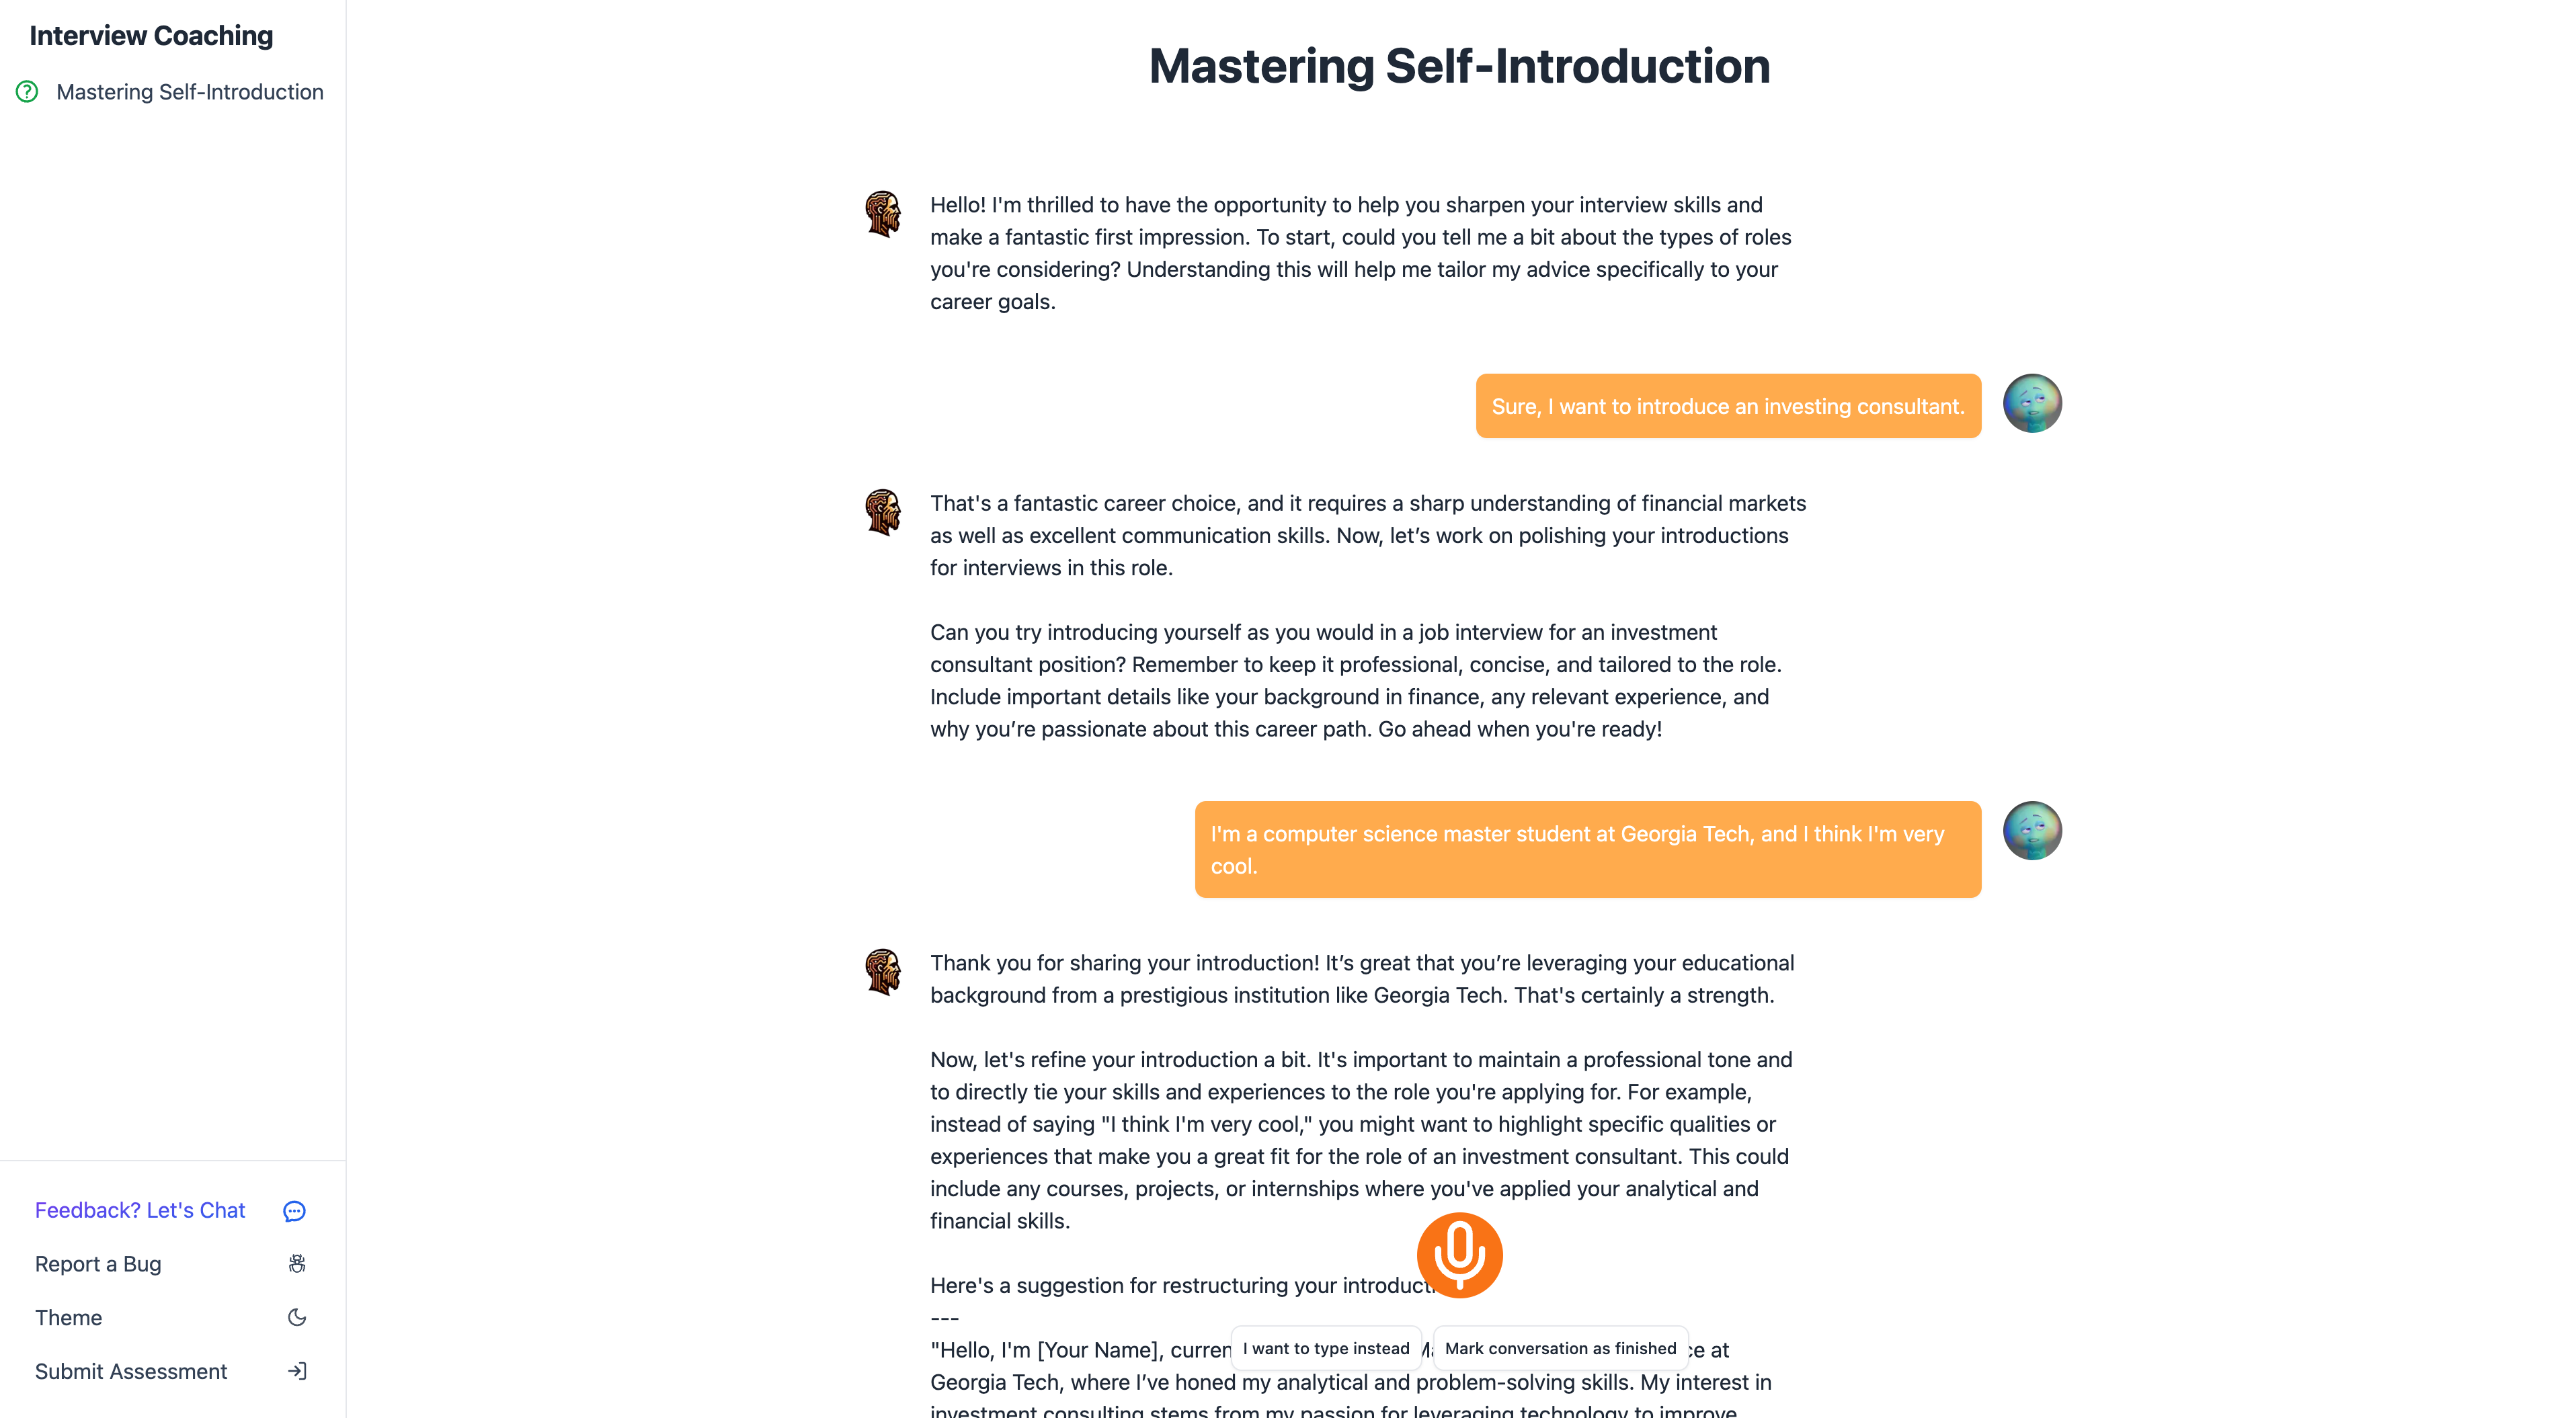 Interview Coaching
Mastering Self-Introduction
Mastering Self-Introduction
Hello! I'm thrilled to have the opportunity to help you sharpen your interview skills and
make a fantastic first impression. To start, could you tell me a bit about the types of roles
you're considering? Understanding this will help me tailor my advice specifically to your
career goals.
Sure, I want to introduce an investing consultant.
That's a fantastic career choice, and it requires a sharp understanding of financial markets
as well as excellent communication skills. Now, let’s work on polishing your introductions
for interviews in this role.
Can you try introducing yourself as you would in a job interview for an investment
consultant position? Remember to keep it professional, concise, and tailored to the role.
Include important details like your background in finance, any relevant experience, and
why you’re passionate about this career path. Go ahead when you're ready!
I'm a computer science master student at Georgia Tech, and I think I'm very
cool.
Thank you for sharing your introduction! It’s great that you’re leveraging your educational
background from a prestigious institution like Georgia Tech. That's certainly a strength.
Now, let's refine your introduction a bit. It's important to maintain a professional tone and
to directly tie your skills and experiences to the role you're applying for. For example,
instead of saying "I think I'm very cool," you might want to highlight specific qualities or
experiences that make you a great fit for the role of an investment consultant. This could
include any courses, projects, or internships where you've applied your analytical and
financial skills.
Here's a suggestion for restructuring your
---
"Hello, I'm [Your Name], at
Georgia Tech, where I’ve honed my analytical and problem-solving skills. My interest in
investment consulting stems from my passion for leveraging technology to improve
I want to type instead
Mark conversation as finished
Feedback? Let's Chat
Report a Bug
Theme
Submit Assessment